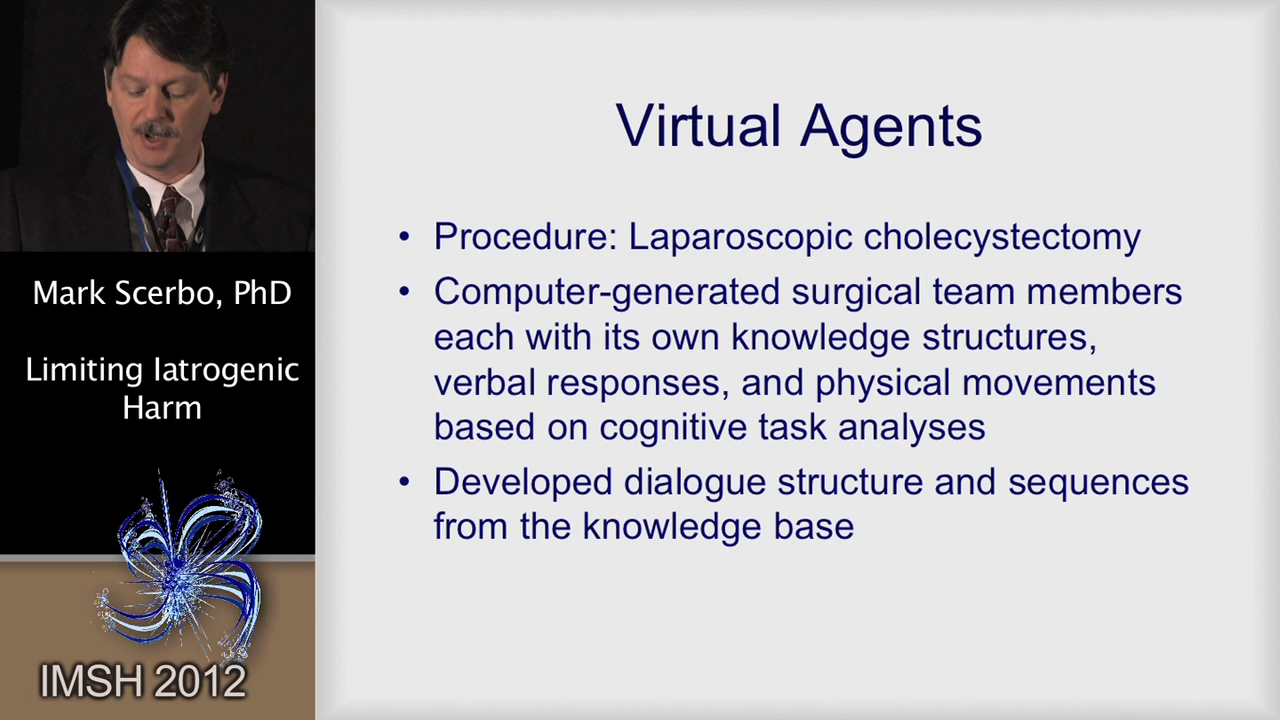 Mark Scerbo, PhD
Limiting Iatrogenic
Harm
IMSH 2012
Virtual Agents
• Procedure: Laparoscopic cholecystectomy
• Computer-generated surgical team members
each with its own knowledge structures,
verbal responses, and physical movements
based on cognitive task analyses
• Developed dialogue structure and sequences
from the knowledge base